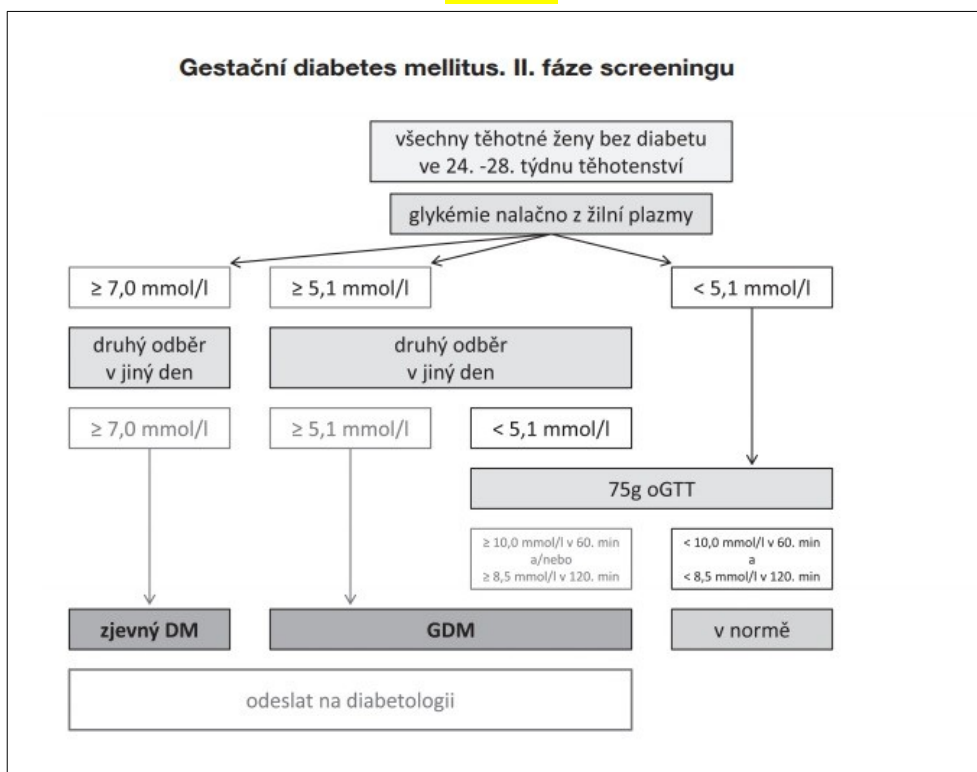 Gestační diabetes mellitus. II. fáze screeningu
všechny těhotné ženy bez diabetu
ve 24. -28. týdnu těhotenství
glykémie nalačno z žilní plazmy
≥ 7,0 mmol/l
≥ 5,1 mmol/l
< 5,1 mmol/l
druhý odběr
v jiný den
druhý odběr
v jiný den
≥ 7,0 mmol/l
≥ 5,1 mmol/l
< 5,1 mmol/l
75g oGTT
≥ 10,0 mmol/l v 60. min
a/nebo
≥ 8,5 mmol/l v 120. min
< 10,0 mmol/l v 60. min
a
< 8,5 mmol/l v 120. min
zjevný DM
GDM
v normě
odeslat na diabetologii